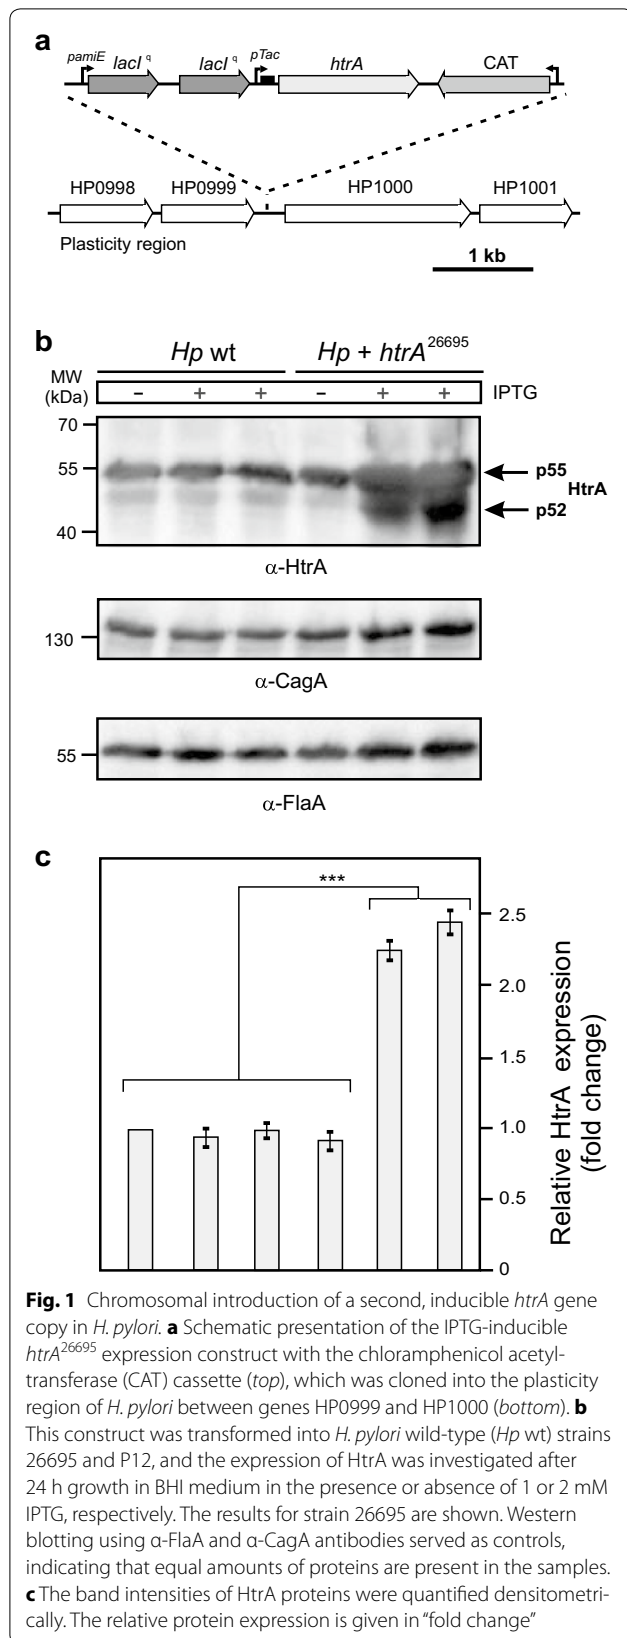 a
pamiE lacI q lacI q pTac htrA CAT
HP0998 HP0999 HP1000 HP1001
Plasticity region
1 kb
b
Hp wt Hp + htrA26695
MW
(kDa)
– + + – + + IPTG
70
55
40
p55
HtrA
p52
α-HtrA
130
α-CagA
55
α-FlaA
c
***
2.5
2.0
1.5
1.0
0.5
0
Relative HtrA expression
(fold change)
Fig. 1 Chromosomal introduction of a second, inducible htrA gene
copy in H. pylori. a Schematic presentation of the IPTG-inducible
htrA26695 expression construct with the chloramphenicol acetyl-
transferase (CAT) cassette (top), which was cloned into the plasticity
region of H. pylori between genes HP0999 and HP1000 (bottom). b
This construct was transformed into H. pylori wild-type (Hp wt) strains
26695 and P12, and the expression of HtrA was investigated after
24 h growth in BHI medium in the presence or absence of 1 or 2 mM
IPTG, respectively. The results for strain 26695 are shown. Western
blotting using α-FlaA and α-CagA antibodies served as controls,
indicating that equal amounts of proteins are present in the samples.
c The band intensities of HtrA proteins were quantified densitometri-
cally. The relative protein expression is given in “fold change”